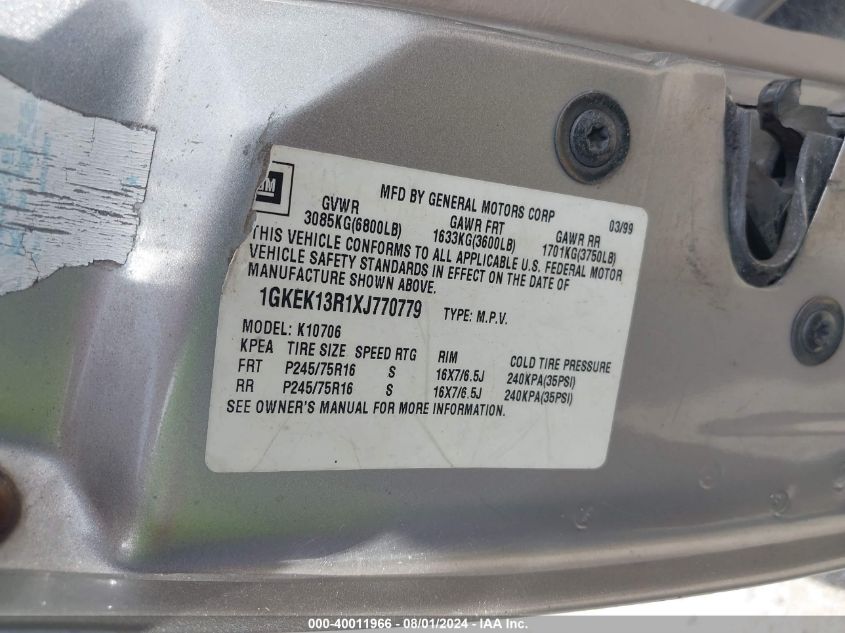 GM
MFD BY GENERAL MOTORS CORP 03/99
GVWR GAWR FRT GAWR RR
3085KG(6800LB) 1633KG(3600LB) 1701KG(3750LB)
THIS VEHICLE CONFORMS TO ALL APPLICABLE U.S. FEDERAL MOTOR
VEHICLE SAFETY STANDARDS IN EFFECT ON THE DATE OF
MANUFACTURE SHOWN ABOVE.
1GKEK13R1XJ770779 TYPE: M.P.V.
MODEL: K10706
KPEA TIRE SIZE SPEED RTG RIM COLD TIRE PRESSURE
FRT P245/75R16 S 16X7/6.5J 240KPA(35PSI)
RR P245/75R16 S 16X7/6.5J 240KPA(35PSI)
SEE OWNER'S MANUAL FOR MORE INFORMATION.
000-40011966 - 08/01/2024 - IAA Inc.